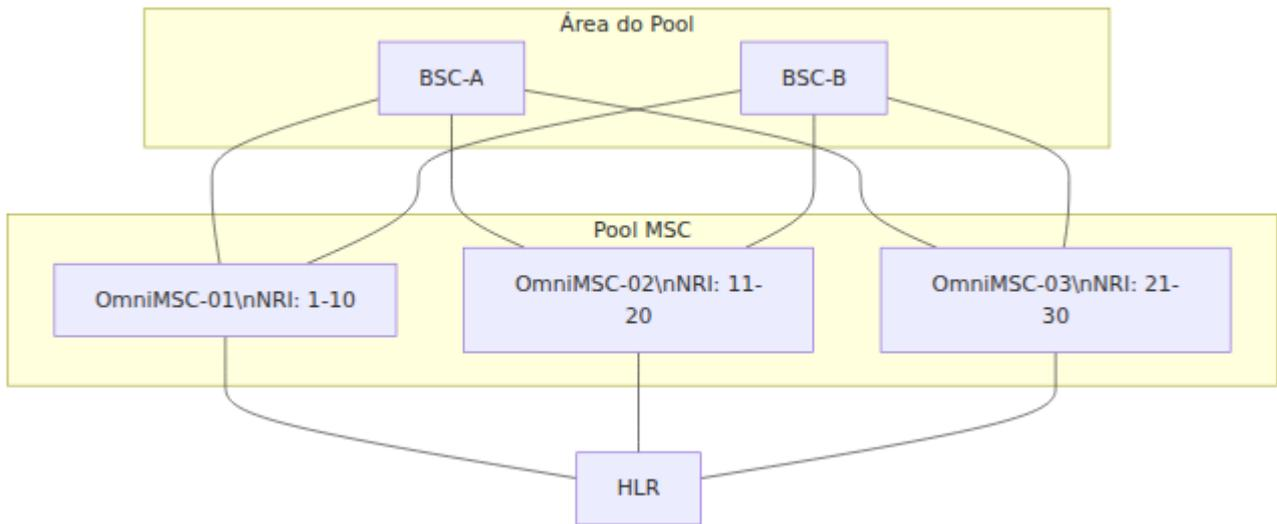 Área do Pool
BSC-A
BSC-B
Pool MSC
OmniMSC-01\nNRI: 1-10
OmniMSC-02\nNRI: 11-
20
OmniMSC-03\nNRI: 21-
30
HLR